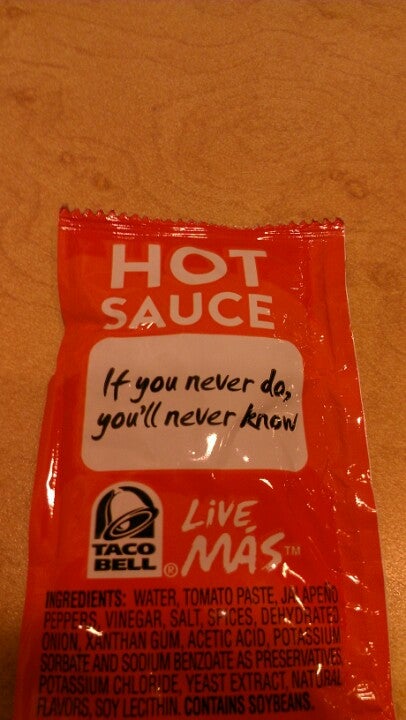 HOT
SAUCE
If you never do,
you'll never know
TACO
BELL
®
LIVE
MÁS™
INGREDIENTS: WATER, TOMATO PASTE, JALAPEÑO
PEPPERS, VINEGAR, SALT, SPICES, DEHYDRATED
ONION, XANTHAN GUM, ACETIC ACID, POTASSIUM
SORBATE AND SODIUM BENZOATE AS PRESERVATIVES
POTASSIUM CHLORIDE, YEAST EXTRACT, NATURAL
FLAVORS, SOY LECITHIN. CONTAINS SOYBEANS.